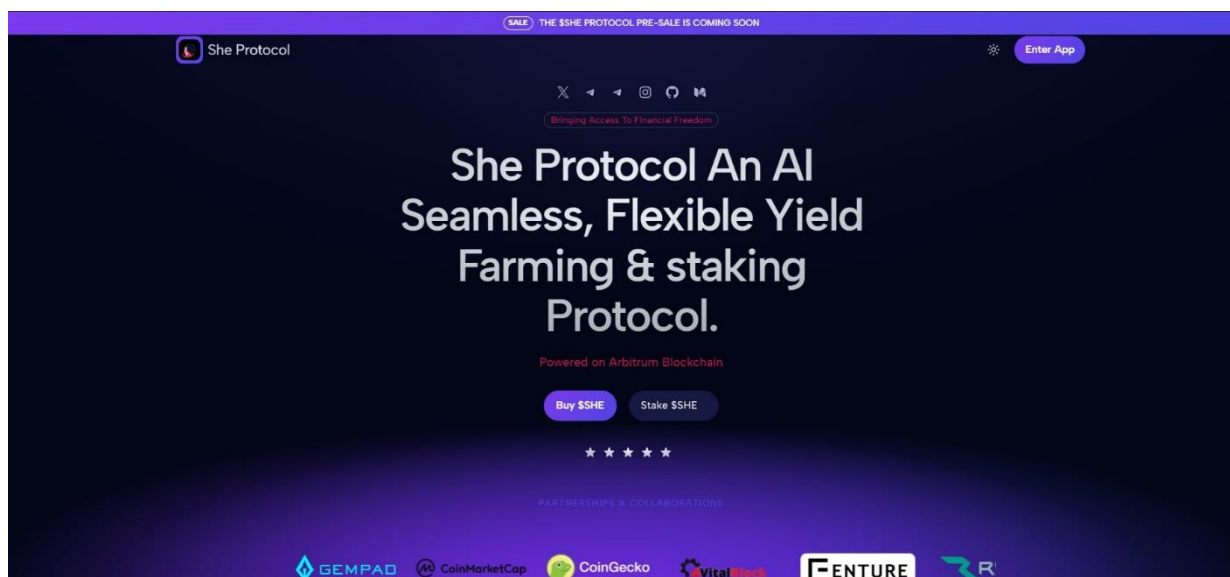 SALE THE $SHE PROTOCOL PRE-SALE IS COMING SOON
She Protocol
Enter App
Bringing Access To Financial Freedom
She Protocol An AI
Seamless, Flexible Yield
Farming & staking
Protocol.
Powered on Arbitrum Blockchain
Buy $SHE Stake $SHE
PARTNERSHIPS & COLLABORATIONS
GEMPAD CoinMarketCap CoinGecko VitalBlock FENTURE